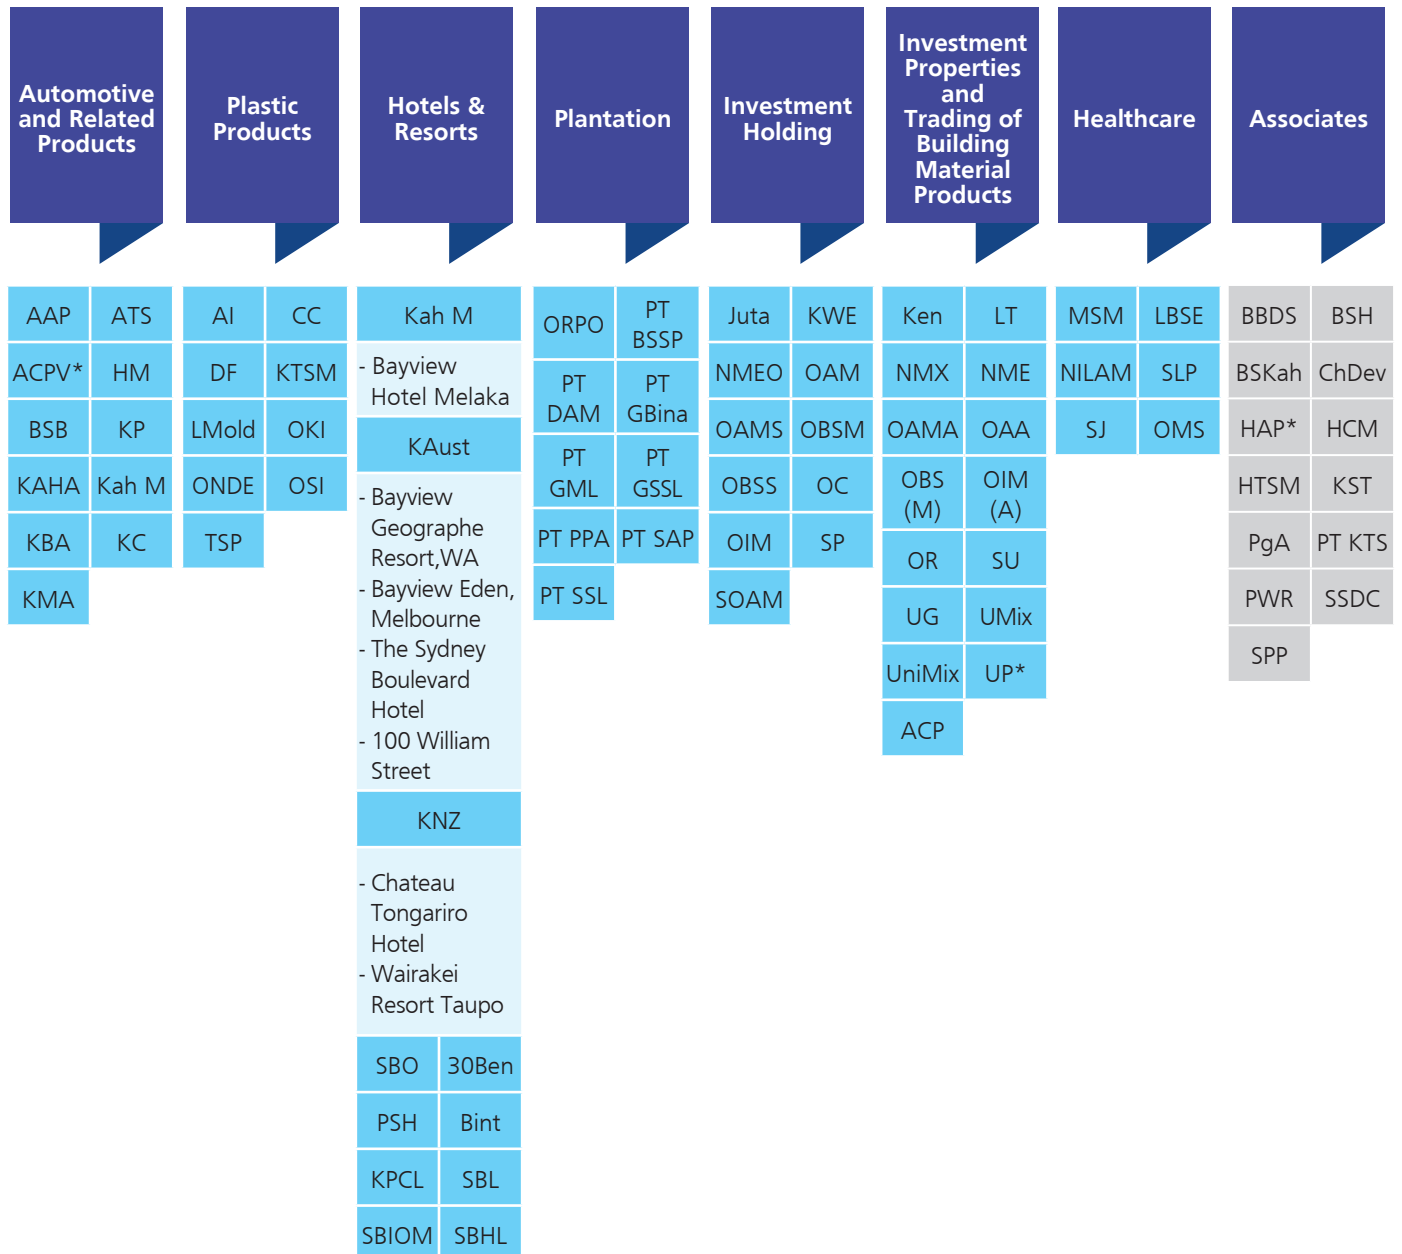 Automotive
and Related
Products
Plastic
Products
Hotels &
Resorts
Plantation
Investment
Holding
Investment
Properties
and
Trading of
Building
Material
Products
Healthcare
Associates
AAP
ATS
ACPV*
HM
BSB
KP
KAHA
Kah M
KBA
KC
KMA
AI
CC
DF
KTSM
LMold
OKI
ONDE
OSI
TSP
Kah M
- Bayview
Hotel Melaka
KAust
- Bayview
Geographe
Resort,WA
- Bayview Eden,
Melbourne
- The Sydney
Boulevard
Hotel
- 100 William
Street
KNZ
- Chateau
Tongariro
Hotel
- Wairakei
Resort Taupo
SBO
30Ben
PSH
Bint
KPCL
SBL
SBIOM
SBHL
ORPO
PT
BSSP
PT
DAM
PT
GBina
PT
GML
PT
GSSL
PT PPA
PT SAP
PT SSL
Juta
KWE
NMEO
OAM
OAMS
OBSM
OBSS
OC
OIM
SP
SOAM
Ken
LT
NMX
NME
OAMA
OAA
OBS
(M)
OIM
(A)
OR
SU
UG
UMix
UniMix
UP*
ACP
MSM
LBSE
NILAM
SLP
SJ
OMS
BBDS
BSH
BSKah
ChDev
HAP*
HCM
HTSM
KST
PgA
PT KTS
PWR
SSDC
SPP